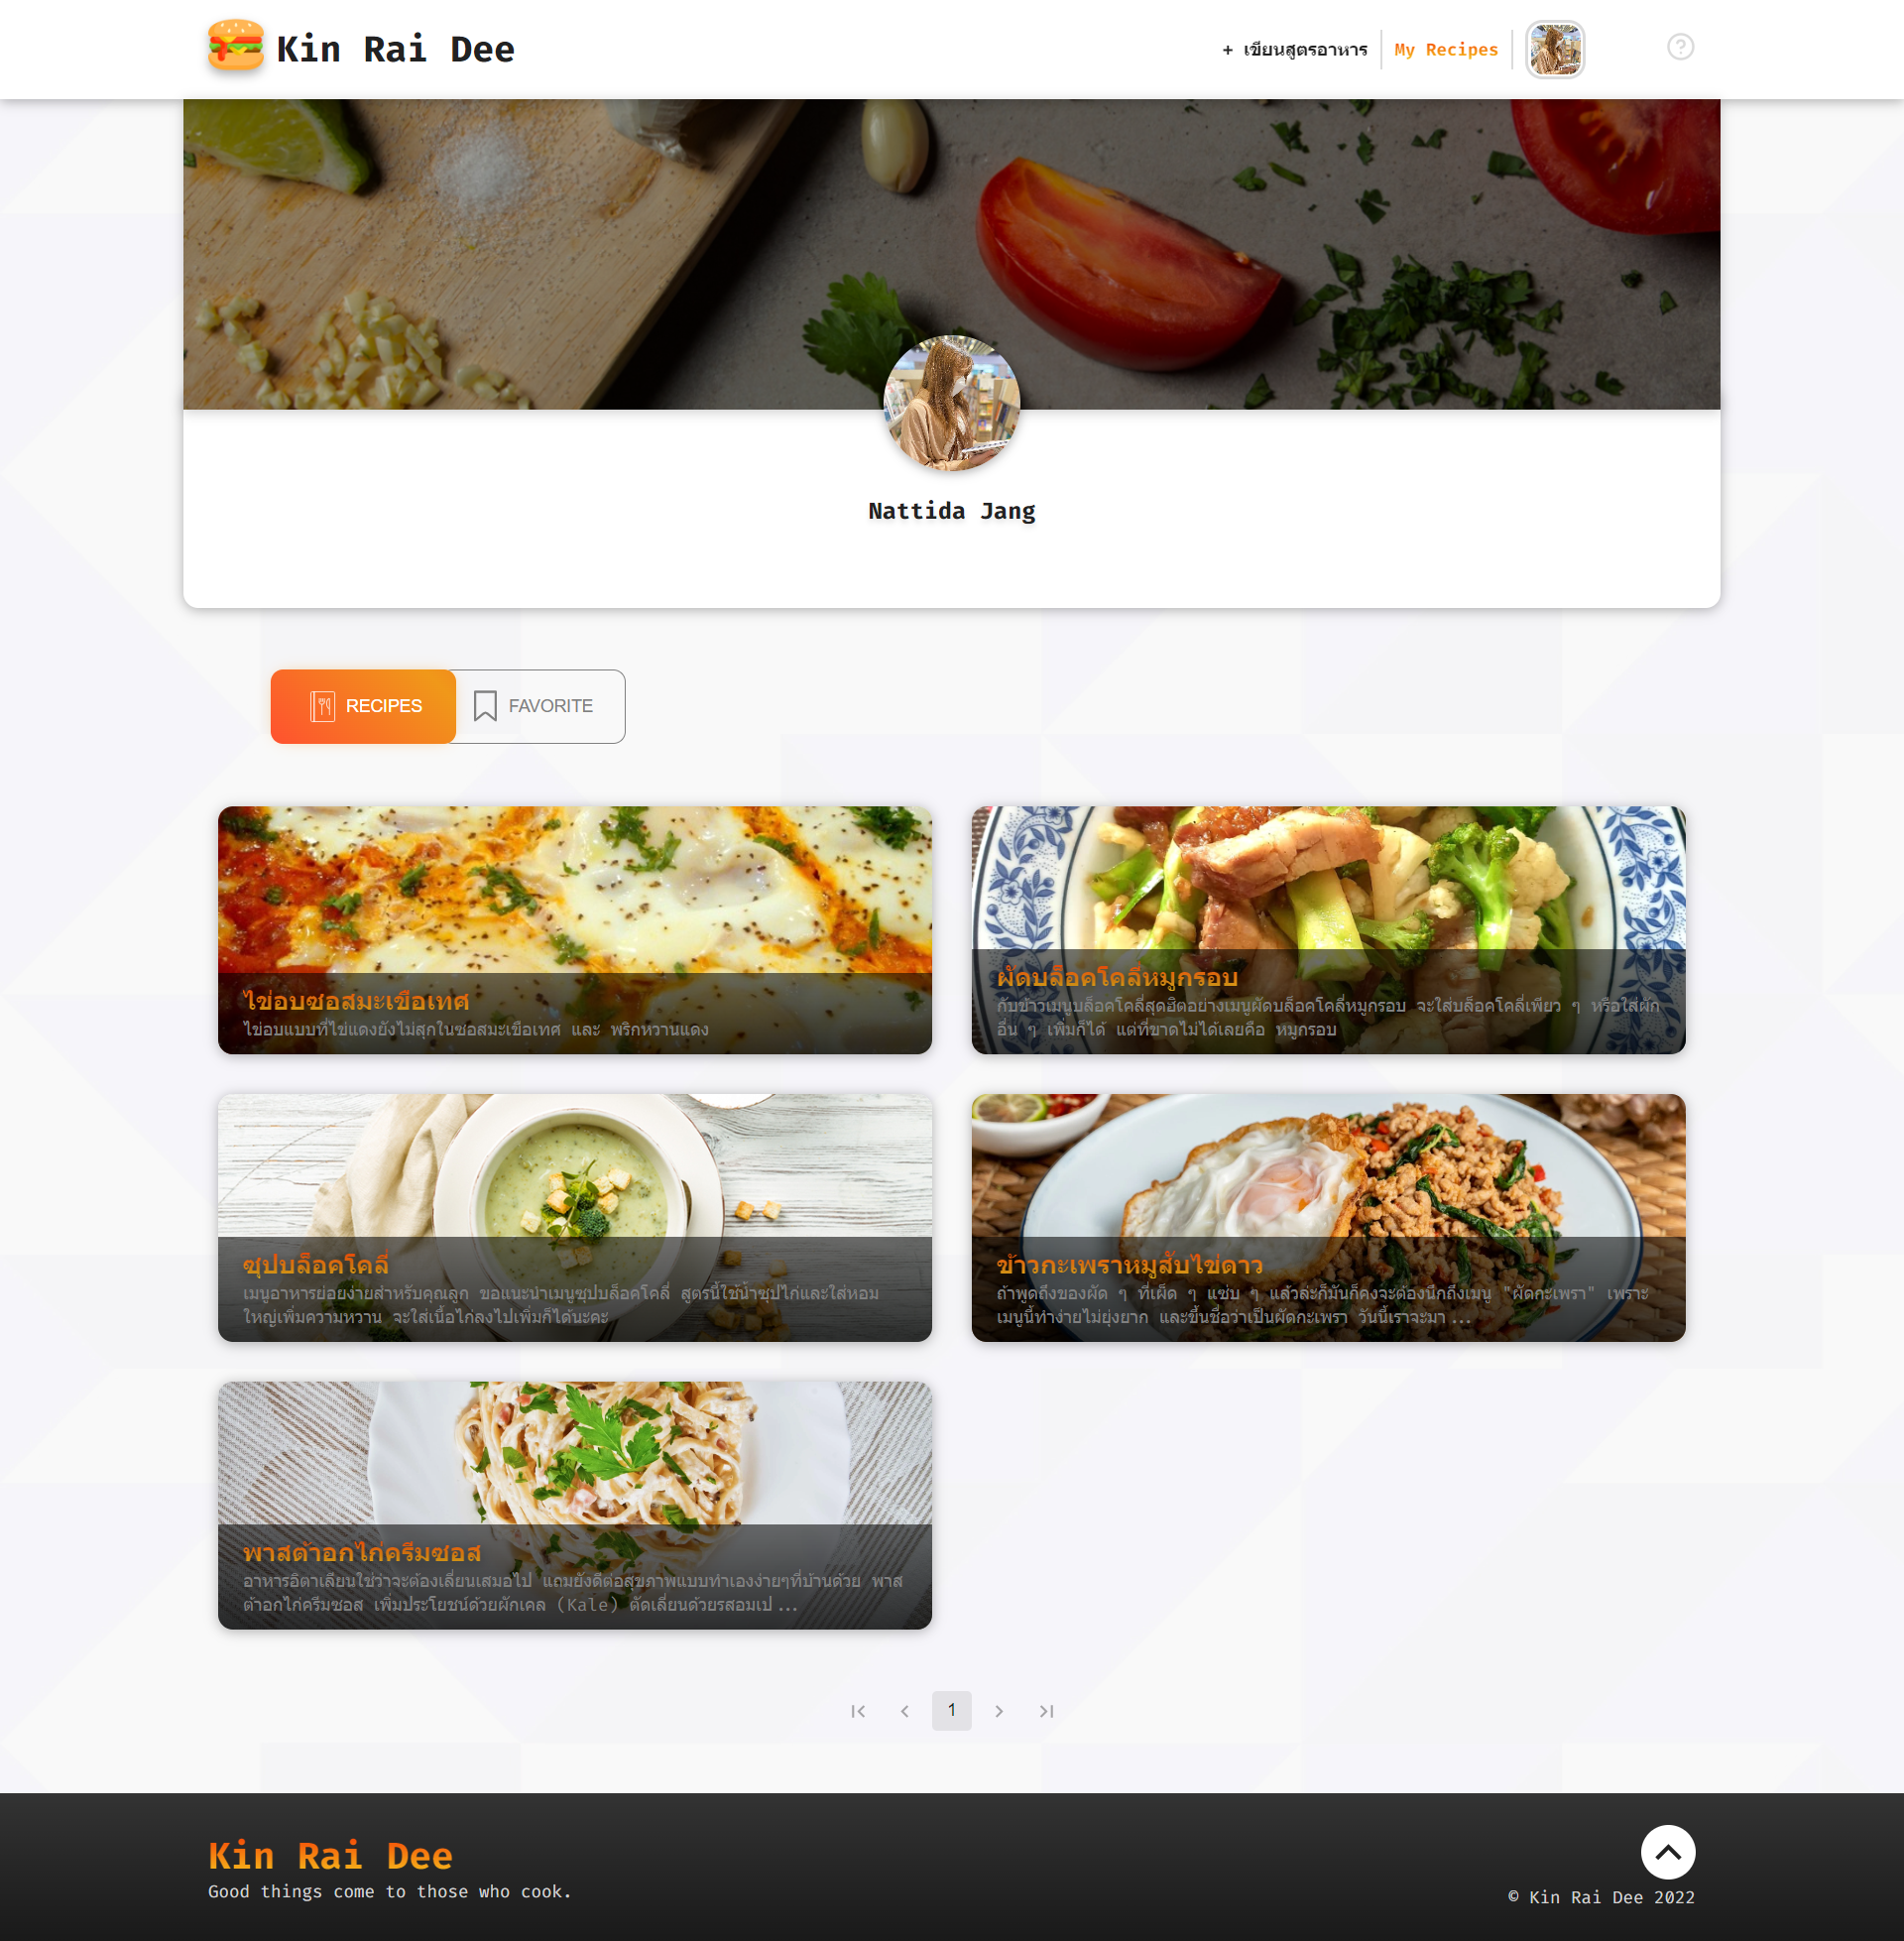 Kin Rai Dee
+ เขียนสูตรอาหาร
My Recipes
Nattida Jang
RECIPES
FAVORITE
ไข่อบซอสมะเขือเทศ
ไข่อบแบบที่ไข่แดงยังไม่สุกในซอสมะเขือเทศ และ พริกหวานแดง
ผัดบล็อคโคลี่หมูกรอบ
กับข้าวเมนูบล็อคโคลี่สุดฮิตอย่างเมนูผัดบล็อคโคลี่หมูกรอบ จะใส่บล็อคโคลี่เพียว ๆ หรือใส่ผัก
อื่น ๆ เพิ่มก็ได้ แต่ที่ขาดไม่ได้เลยคือ หมูกรอบ
ซุปบล็อคโคลี่
เมนูอาหารย่อยง่ายสำหรับคุณลูก ขอแนะนำเมนูซุปบล็อคโคลี่ สูตรนี้ใช้น้ำซุปไก่และใส่หอม
ใหญ่เพิ่มความหวาน จะใส่เนื้อไก่ลงไปเพิ่มก็ได้นะคะ
ข้าวกะเพราหมูสับไข่ดาว
ถ้าพูดถึงของผัด ๆ ที่เผ็ด ๆ แซ่บ ๆ แล้วล่ะก็มันก็คงจะต้องนึกถึงเมนู "ผัดกะเพรา" เพราะ
เมนูนี้ทำง่ายไม่ยุ่งยาก และขึ้นชื่อว่าเป็นผัดกะเพรา วันนี้เราจะมา...
พาสต้าอกไก่ครีมซอส
อาหารอิตาเลียนใช่ว่าจะต้องเลี่ยนเสมอไป แถมยังดีต่อสุขภาพแบบทำเองง่ายๆที่บ้านด้วย พาส
ต้าอกไก่ครีมซอส เพิ่มประโยชน์ด้วยผักเคล (Kale) ตัดเลี่ยนด้วยรสอมเป...
1
Kin Rai Dee
Good things come to those who cook.
© Kin Rai Dee 2022